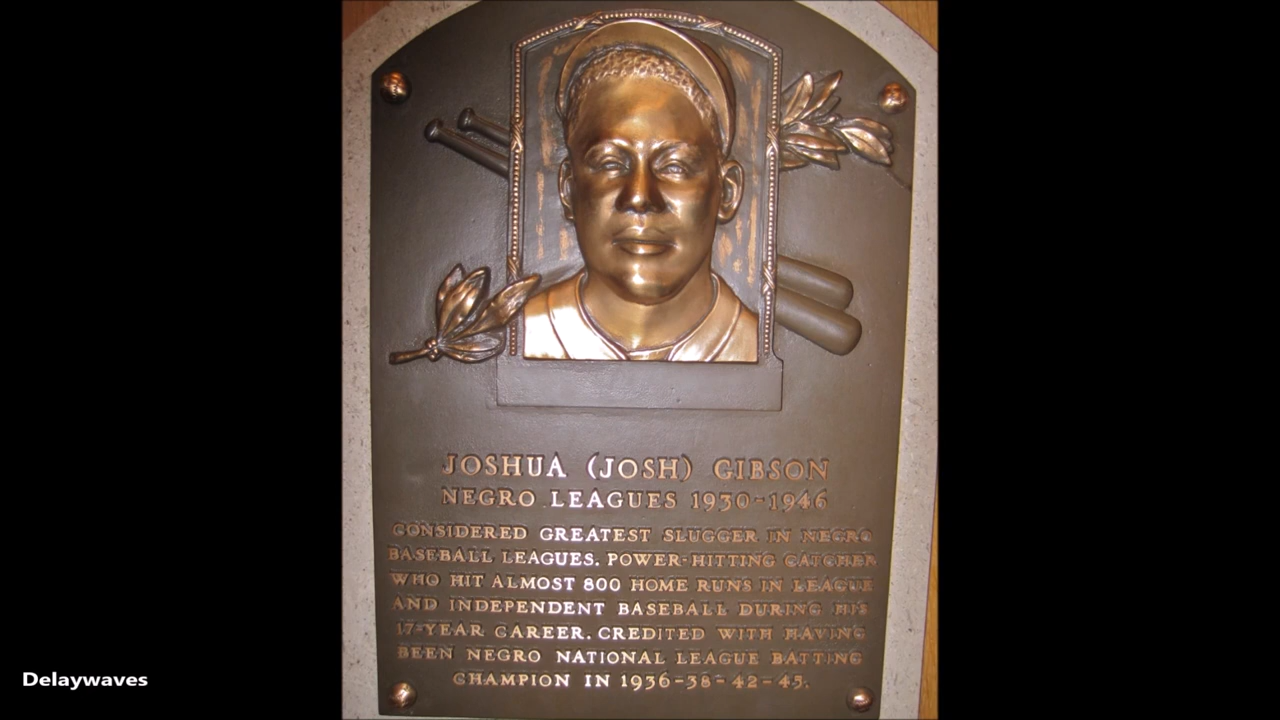 JOSHUA (JOSH) GIBSON
NEGRO LEAGUES 1930-1946
CONSIDERED GREATEST SLUGGER IN NEGRO
BASEBALL LEAGUES. POWER-HITTING CATCHER
WHO HIT ALMOST 800 HOME RUNS IN LEAGUE
AND INDEPENDENT BASEBALL DURING HIS
17-YEAR CAREER. CREDITED WITH HAVING
BEEN NEGRO NATIONAL LEAGUE BATTING
CHAMPION IN 1936-38-42-45.
Delaywaves